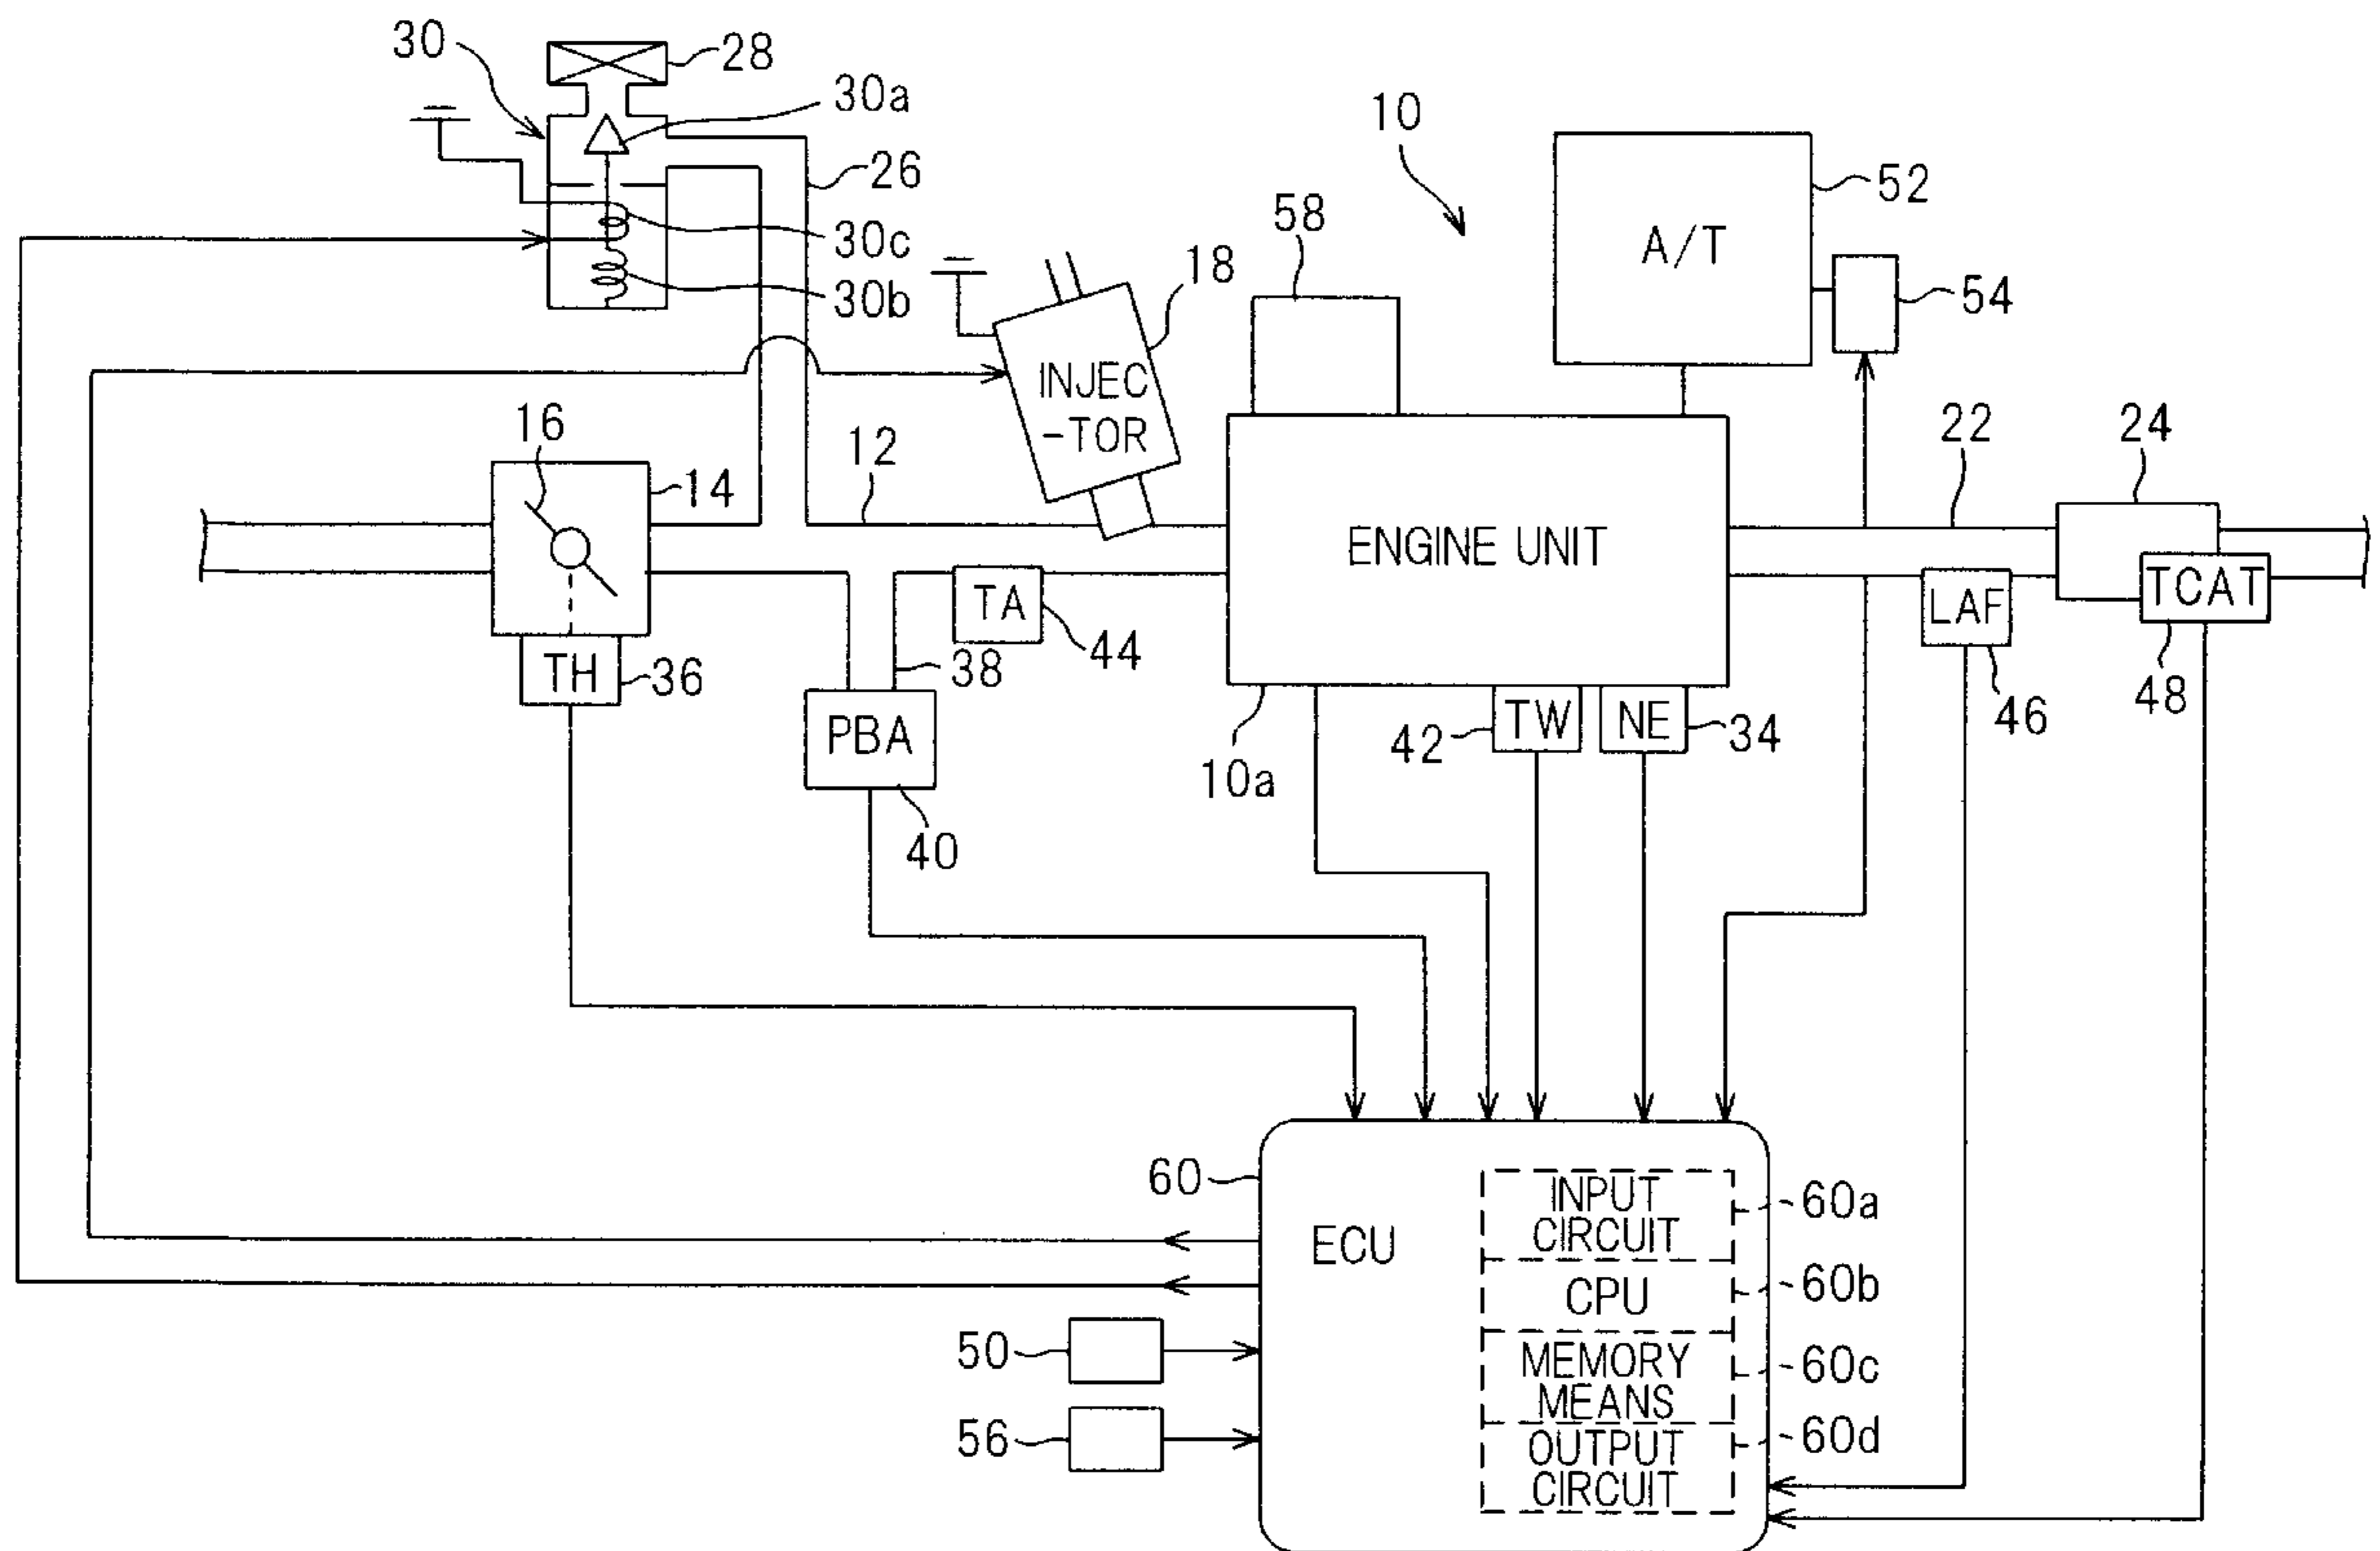 30
28
30a
10
26
52
A/T
58
30c
18
30b
54
INJEC
-TOR
16
12
22
24
14
ENGINE UNIT
TCAT
TA
LAF
44
38
TH
36
48
PBA
42
TW
NE
34
46
10a
40
60
INPUT
CIRCUIT
60a
ECU
CPU
60b
50
MEMORY
MEANS
60c
56
OUTPUT
CIRCUIT
60d